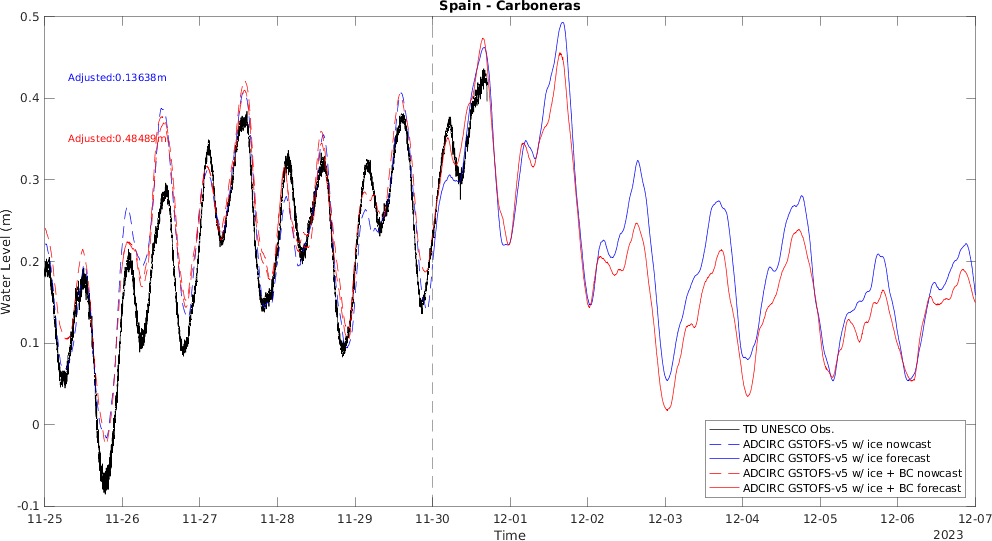 Spain - Carboneras
Water Level (m)
0.5
0.4
0.3
0.2
0.1
0
-0.1
Adjusted:0.13638m
Adjusted:0.48489m
TD UNESCO Obs.
ADCIRC GSTOFS-v5 w/ ice nowcast
ADCIRC GSTOFS-v5 w/ ice forecast
ADCIRC GSTOFS-v5 w/ ice + BC nowcast
ADCIRC GSTOFS-v5 w/ ice + BC forecast
11-25 11-26 11-27 11-28 11-29 11-30 12-01 12-02 12-03 12-04 12-05 12-06 12-07
Time
2023